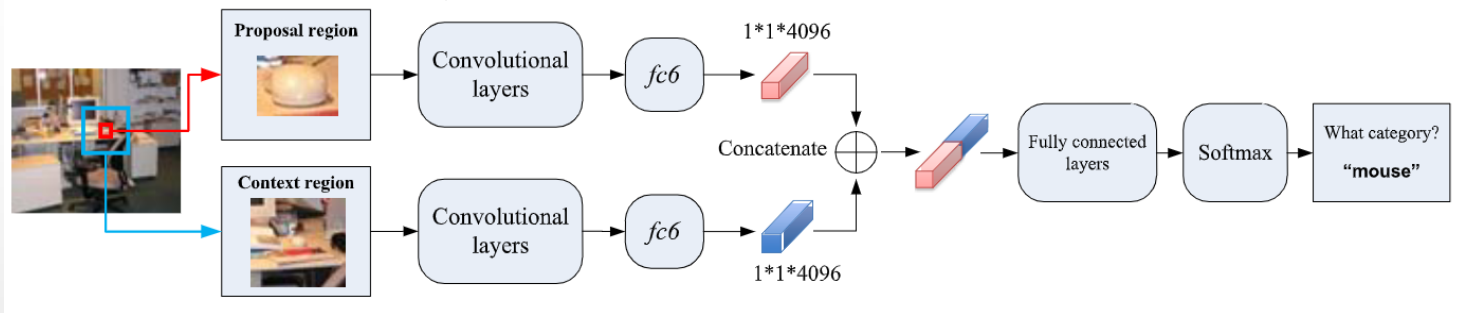 Proposal region
Convolutional
layers
fc6
1*1*4096
Concatenate
Context region
Convolutional
layers
fc6
1*1*4096
Fully connected
layers
Softmax
What category?
“mouse”